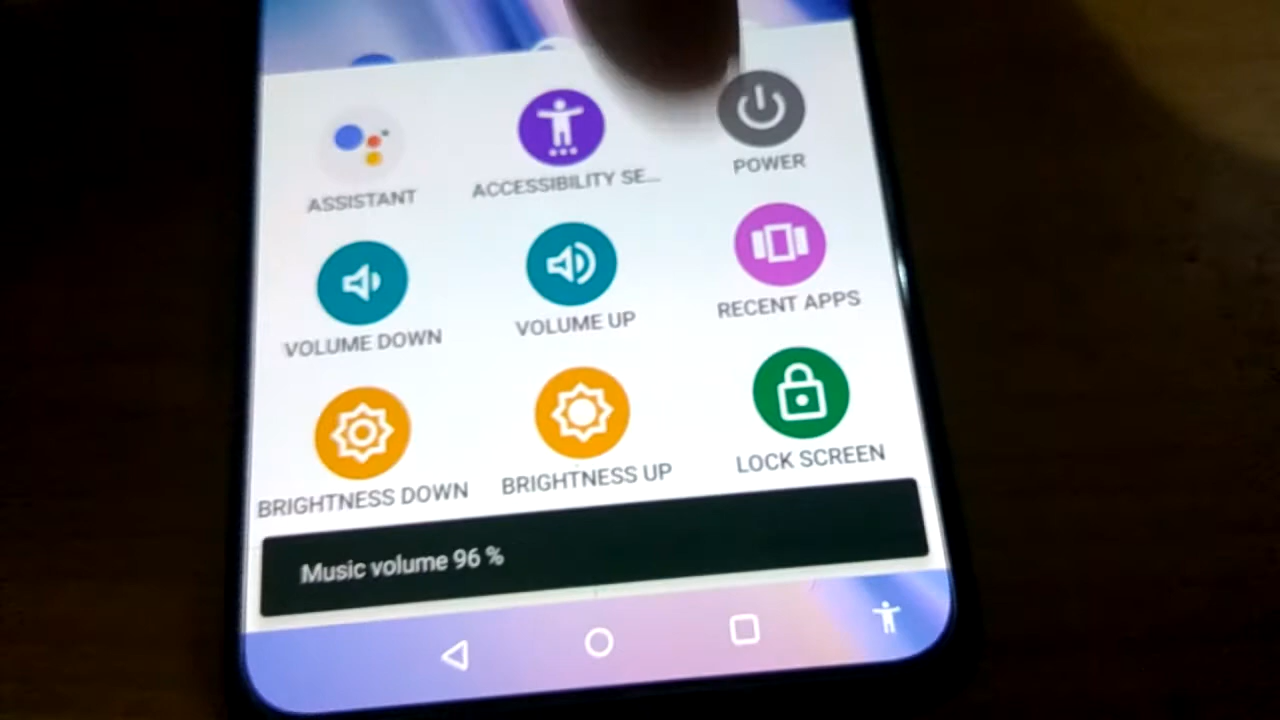 ASSISTANT
ACCESSIBILITY SE...
POWER
VOLUME DOWN
VOLUME UP
RECENT APPS
BRIGHTNESS DOWN
BRIGHTNESS UP
LOCK SCREEN
Music volume 96 %